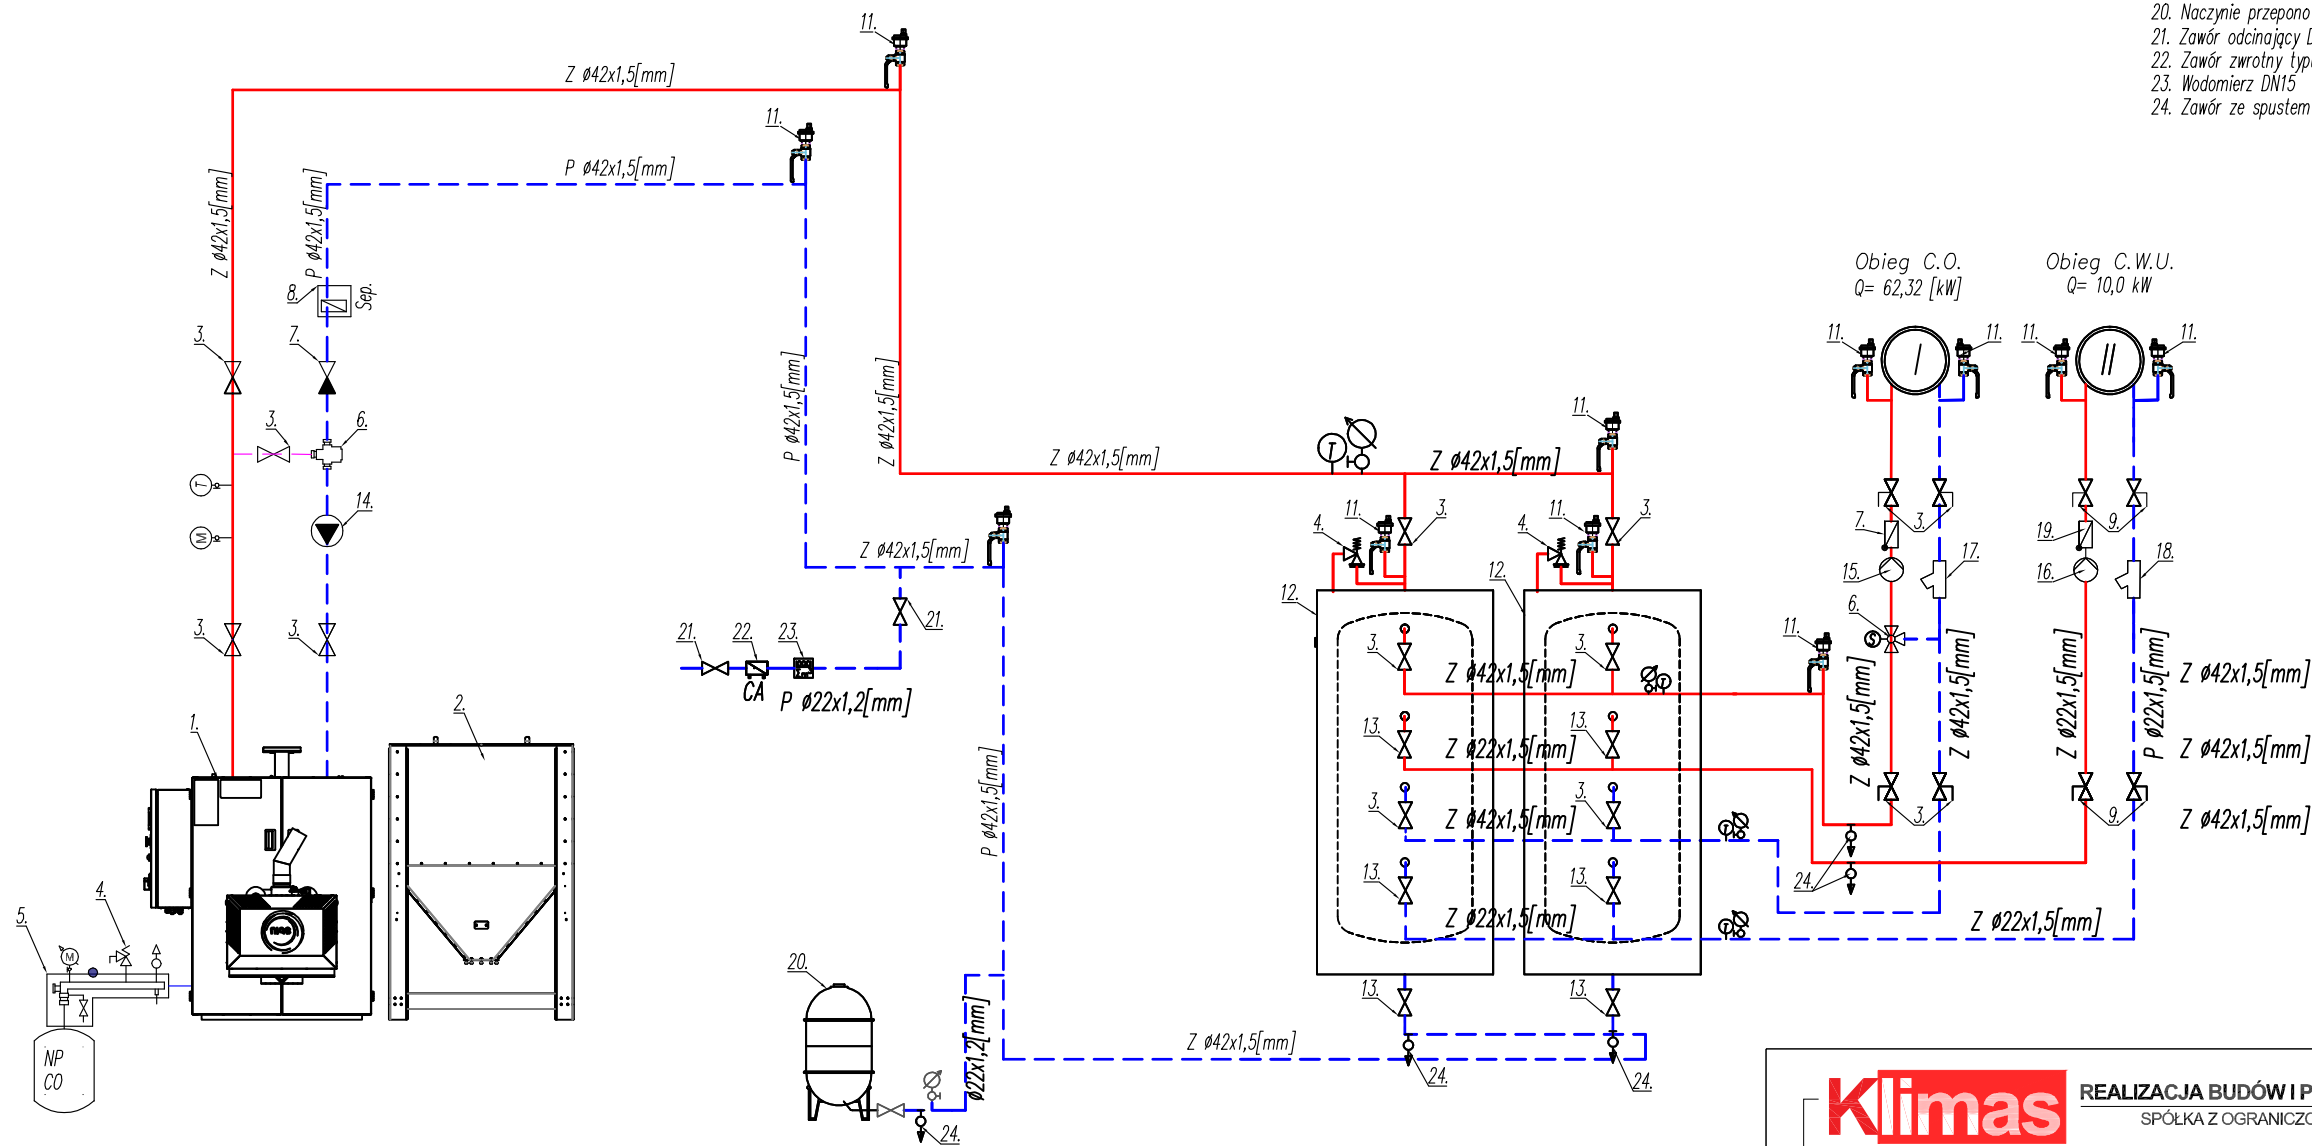 20. Naczynie przepono
21. Zawór odcinający
22. Zawór zwrotny typ
23. Wodomierz DN15
24. Zawór ze spustem
11.
Z ø42x1,5[mm]
11.
P ø42x1,5[mm]
Z ø42x1,5[mm]
P ø42x1,5[mm]
8.
Sep.
3.
7.
3.
6.
T
14.
M
3.
3.
P ø42x1,5[mm]
Z ø42x1,5[mm]
Z ø42x1,5[mm]
T
Z ø42x1,5[mm]
11.
Obieg C.O.
Q= 62,32 [kW]
Obieg C.W.U.
Q= 10,0 kW
11.
I
11.
11.
II
11.
4.
11.
3.
4.
11.
3.
7.
3.
19.
9.
15.
17.
16.
18.
Z ø42x1,5[mm]
21.
21.
22.
23.
CA
P ø22x1,2[mm]
12.
12.
11.
6.
S
3.
3.
Z ø42x1,5[mm]
T
Z ø42x1,5[mm]
Z ø42x1,5[mm]
Z ø22x1,5[mm]
P ø22x1,5[mm]
Z ø42x1,5[mm]
13.
13.
Z ø22x1,5[mm]
Z ø42x1,5[mm]
3.
3.
Z ø42x1,5[mm]
T
3.
9.
Z ø42x1,5[mm]
13.
13.
24.
Z ø22x1,5[mm]
T
Z ø22x1,5[mm]
1.
2.
P ø42x1,5[mm]
4.
5.
M
NP
CO
20.
ø22x1,2[mm]
24.
Z ø42x1,5[mm]
13.
13.
24.
24.
Klimas
REALIZACJA BUDÓW I P
SPÓŁKA Z OGRANICZO